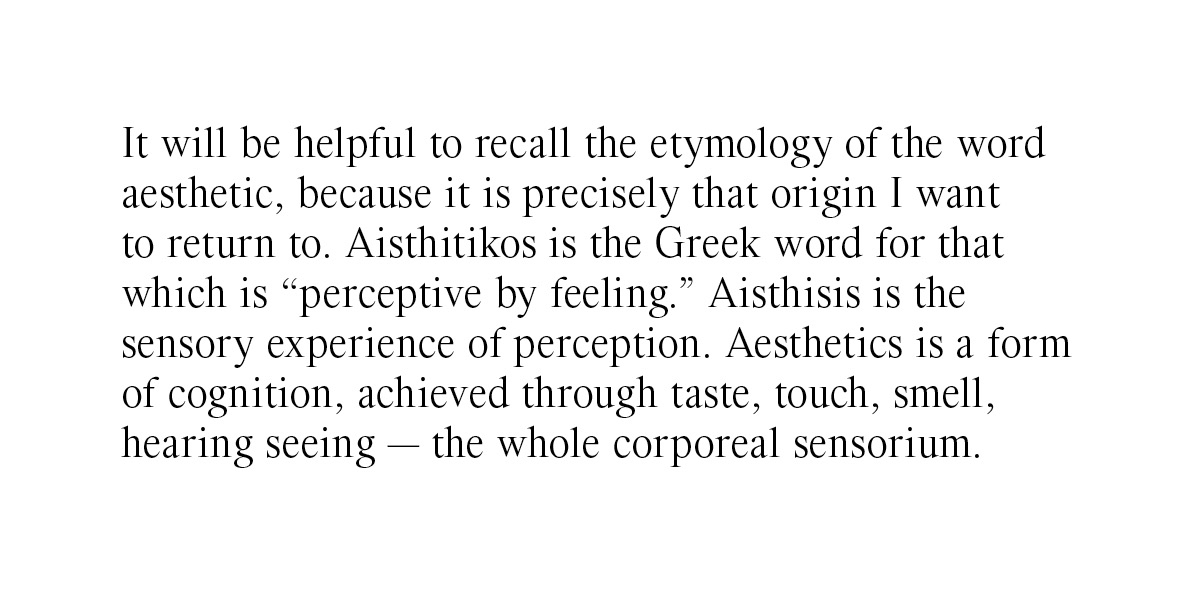 It will be helpful to recall the etymology of the word
aesthetic, because it is precisely that origin I want
to return to. Aisthitikos is the Greek word for that
which is “perceptive by feeling.” Aisthisis is the
sensory experience of perception. Aesthetics is a form
of cognition, achieved through taste, touch, smell,
hearing seeing — the whole corporeal sensorium.